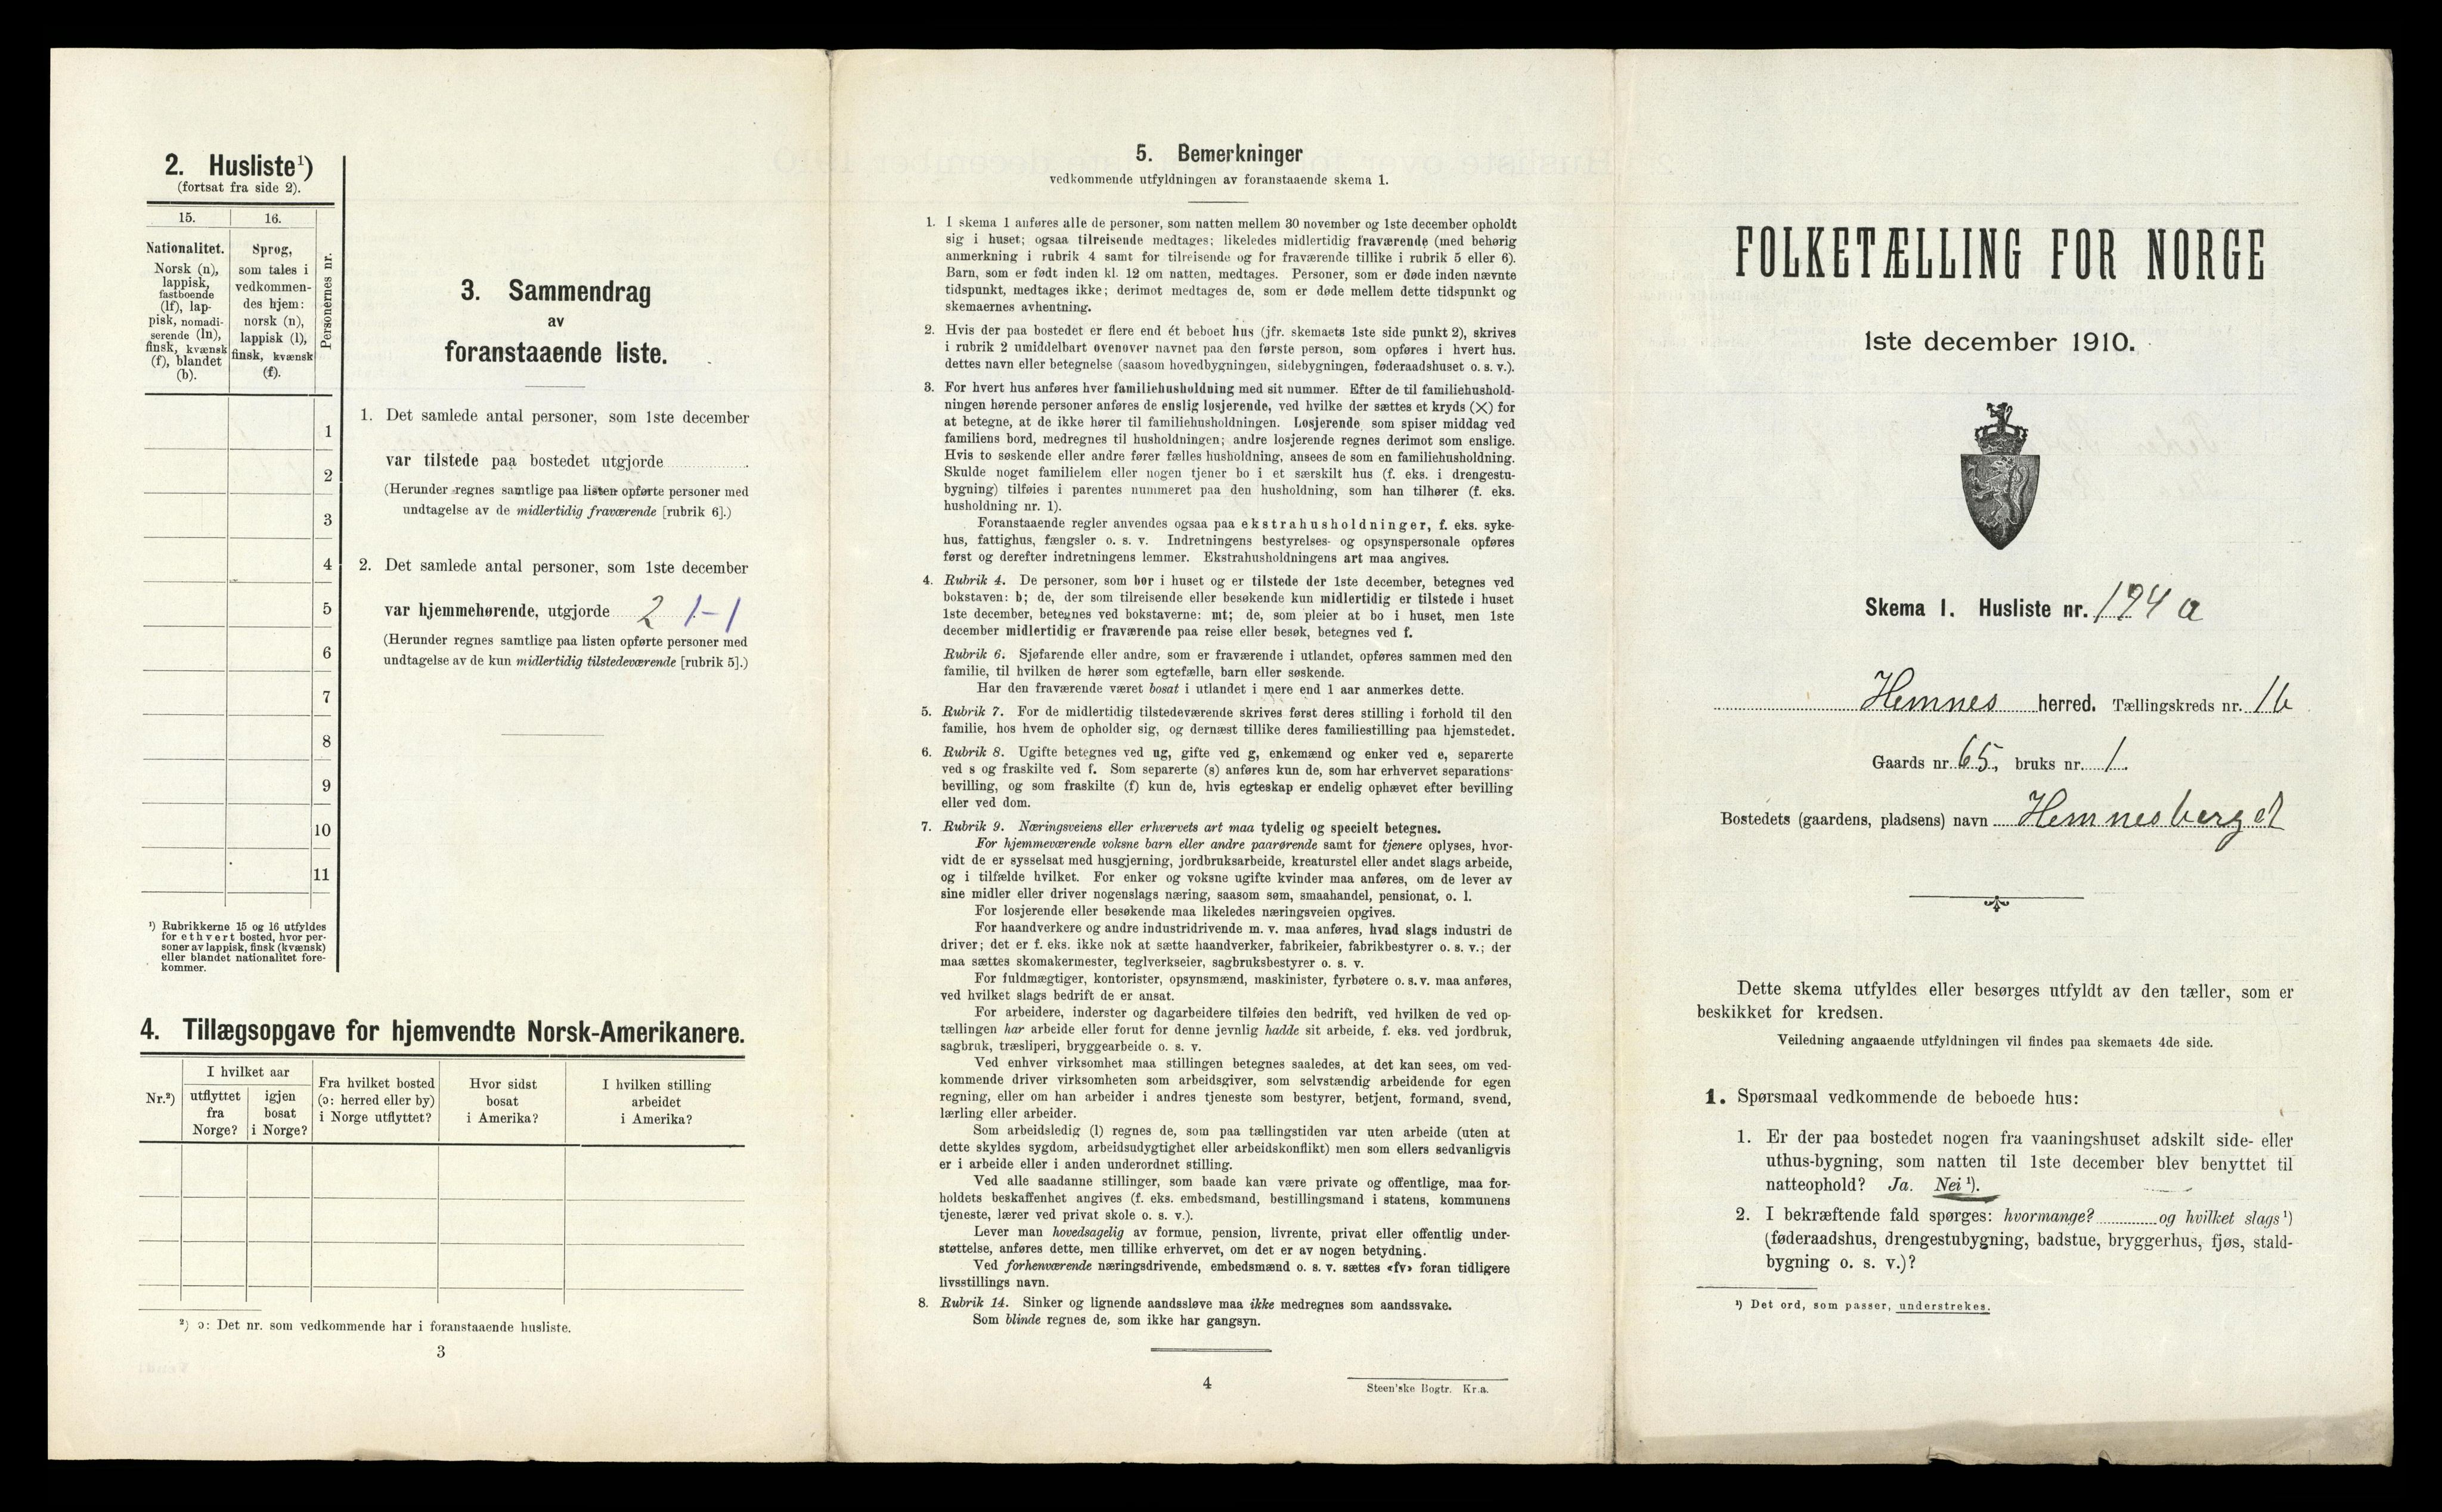 2. Husliste¹)
(fortsat fra side 2).
15.
16.
Nationalitet.
Norsk (n),
lappisk,
fastboende
(lf), lap-
pisk, nomadi-
serende (ln),
finsk, kvænsk
(f), blandet
(b).
Sprog,
som tales i
vedkommen-
des hjem:
norsk (n),
lappisk (l),
finsk, kvænsk
(f).
Personernes nr.
1
2
3
4
5
6
7
8
9
10
11
¹) Rubrikkerne 15 og 16 utfyldes
for ethvert bosted, hvor per-
soner av lappisk, finsk (kvænsk)
eller blandet nationalitet fore-
kommer.
3. Sammendrag
av
foranstaaende liste.
1. Det samlede antal personer, som 1ste december
var tilstede paa bostedet utgjorde
(Herunder regnes samtlige paa listen opførte personer med
undtagelse av de midlertidig fraværende [rubrik 6].)
2. Det samlede antal personer, som 1ste december
var hjemmehørende, utgjorde 2 1-1
(Herunder regnes samtlige paa listen opførte personer med
undtagelse av de kun midlertidig tilstedeværende [rubrik 5].)
4. Tillægsopgave for hjemvendte Norsk-Amerikanere.
Nr.²)
I hvilket aar
utflyttet
fra
Norge?
igjen
bosat
i Norge?
Fra hvilket bosted
(ɔ: herred eller by)
i Norge utflyttet?
Hvor sidst
bosat
i Amerika?
I hvilken stilling
arbeidet
i Amerika?
²) ɔ: Det nr. som vedkommende har i foranstaaende husliste.
3
5. Bemerkninger
vedkommende utfyldningen av foranstaaende skema 1.
1. I skema 1 anføres alle de personer, som natten mellem 30 november og 1ste december opholdt
sig i huset; ogsaa tilreisende medtages; likeledes midlertidig fraværende (med behørig
anmerkning i rubrik 4 samt for tilreisende og for fraværende tillike i rubrik 5 eller 6).
Barn, som er født inden kl. 12 om natten, medtages. Personer, som er døde inden nævnte
tidspunkt, medtages ikke; derimot medtages de, som er døde mellem dette tidspunkt og
skemaernes avhentning.
2. Hvis der paa bostedet er flere end ét beboet hus (jfr. skemaets 1ste side punkt 2), skrives
i rubrik 2 umiddelbart ovenover navnet paa den første person, som opføres i hvert hus.
dettes navn eller betegnelse (saasom hovedbygningen, sidebygningen, føderaadshuset o. s. v.).
3. For hvert hus anføres hver familiehusholdning med sit nummer. Efter de til familiehushold-
ningen hørende personer anføres de enslig losjerende, ved hvilke der sættes et kryds (×) for
at betegne, at de ikke hører til familiehusholdningen. Losjerende som spiser middag ved
familiens bord, medregnes til husholdningen; andre losjerende regnes derimot som enslige.
Hvis to søskende eller andre fører fælles husholdning, ansees de som en familiehusholdning.
Skulde noget familielem eller nogen tjener bo i et særskilt hus (f. eks. i drengestu-
bygning) tilføies i parentes nummeret paa den husholdning, som han tilhører (f. eks.
husholdning nr. 1).
Foranstaaende regler anvendes ogsaa paa ekstrahusholdninger, f. eks. syke-
hus, fattighus, fængsler o. s. v. Indretningens bestyrelses- og opsynspersonale opføres
først og derefter indretningens lemmer. Ekstrahusholdningens art maa angives.
4. Rubrik 4. De personer, som bor i huset og er tilstede der 1ste december, betegnes ved
bokstaven: b; de, der som tilreisende eller besøkende kun midlertidig er tilstede i huset
1ste december, betegnes ved bokstaverne: mt; de, som pleier at bo i huset, men 1ste
december midlertidig er fraværende paa reise eller besøk, betegnes ved f.
Rubrik 6. Sjøfarende eller andre, som er fraværende i utlandet, opføres sammen med den
familie, til hvilken de hører som egtefælle, barn eller søskende.
Har den fraværende været bosat i utlandet i mere end 1 aar anmerkes dette.
5. Rubrik 7. For de midlertidig tilstedeværende skrives først deres stilling i forhold til den
familie, hos hvem de opholder sig, og dernæst tillike deres familiestilling paa hjemstedet.
6. Rubrik 8. Ugifte betegnes ved ug, gifte ved g, enkemænd og enker ved e, separerte
ved s og fraskilte ved f. Som separerte (s) anføres kun de, som har erhvervet separations-
bevilling, og som fraskilte (f) kun de, hvis egteskap er endelig ophævet efter bevilling
eller ved dom.
7. Rubrik 9. Næringsveiens eller erhvervets art maa tydelig og specielt betegnes.
For hjemmeværende voksne barn eller andre paarørende samt for tjenere oplyses, hvor-
vidt de er sysselsat med husgjerning, jordbruksarbeide, kreaturstel eller andet slags arbeide,
og i tilfælde hvilket. For enker og voksne ugifte kvinder maa anføres, om de lever av
sine midler eller driver nogenslags næring, saasom søm, smaahandel, pensionat, o. l.
For losjerende eller besøkende maa likeledes næringsveien opgives.
For haandverkere og andre industridrivende m. v. maa anføres, hvad slags industri de
driver; det er f. eks. ikke nok at sætte haandverker, fabrikeier, fabrikbestyrer o. s. v.; der
maa sættes skomakermester, teglverkseier, sagbruksbestyrer o. s. v.
For fuldmægtiger, kontorister, opsynsmænd, maskinister, fyrbøtere o. s. v. maa anføres,
ved hvilket slags bedrift de er ansat.
For arbeidere, inderster og dagarbeidere tilføies den bedrift, ved hvilken de ved op-
tællingen har arbeide eller forut for denne jevnlig hadde sit arbeide, f. eks. ved jordbruk,
sagbruk, træsliperi, bryggearbeide o. s. v.
Ved enhver virksomhet maa stillingen betegnes saaledes, at det kan sees, om ved-
kommende driver virksomheten som arbeidsgiver, som selvstændig arbeidende for egen
regning, eller om han arbeider i andres tjeneste som bestyrer, betjent, formand, svend,
lærling eller arbeider.
Som arbeidsledig (l) regnes de, som paa tællingstiden var uten arbeide (uten at
dette skyldes sygdom, arbeidsudygtighet eller arbeidskonflikt) men som ellers sedvanligvis
er i arbeide eller i anden underordnet stilling.
Ved alle saadanne stillinger, som baade kan være private og offentlige, maa for-
holdets beskaffenhet angives (f. eks. embedsmand, bestillingsmand i statens, kommunens
tjeneste, lærer ved privat skole o. s. v.).
Lever man hovedsagelig av formue, pension, livrente, privat eller offentlig under-
støttelse, anføres dette, men tillike erhvervet, om det er av nogen betydning.
Ved forhenværende næringsdrivende, embedsmænd o. s. v. sættes «fv» foran tidligere
livsstillings navn.
8. Rubrik 14. Sinker og lignende aandssløve maa ikke medregnes som aandssvake.
Som blinde regnes de, som ikke har gangsyn.
4
Steen'ske Bogtr. Kr.a.
FOLKETÆLLING FOR NORGE
1ste december 1910.
Skema 1. Husliste nr. 194 a
Hemnes herred. Tællingskreds nr. 16
Gaards nr. 65, bruks nr. 1.
Bostedets (gaardens, pladsens) navn Hemnesberget
Dette skema utfyldes eller besørges utfyldt av den tæller, som er
beskikket for kredsen.
Veiledning angaaende utfyldningen vil findes paa skemaets 4de side.
1. Spørsmaal vedkommende de beboede hus:
1. Er der paa bostedet nogen fra vaaningshuset adskilt side- eller
uthus-bygning, som natten til 1ste december blev benyttet til
natteophold? Ja. Nei¹).
2. I bekræftende fald spørges: hvormange? og hvilket slags¹)
(føderaadshus, drengestubygning, badstue, bryggerhus, fjøs, stald-
bygning o. s. v.)?
¹) Det ord, som passer, understrekes.